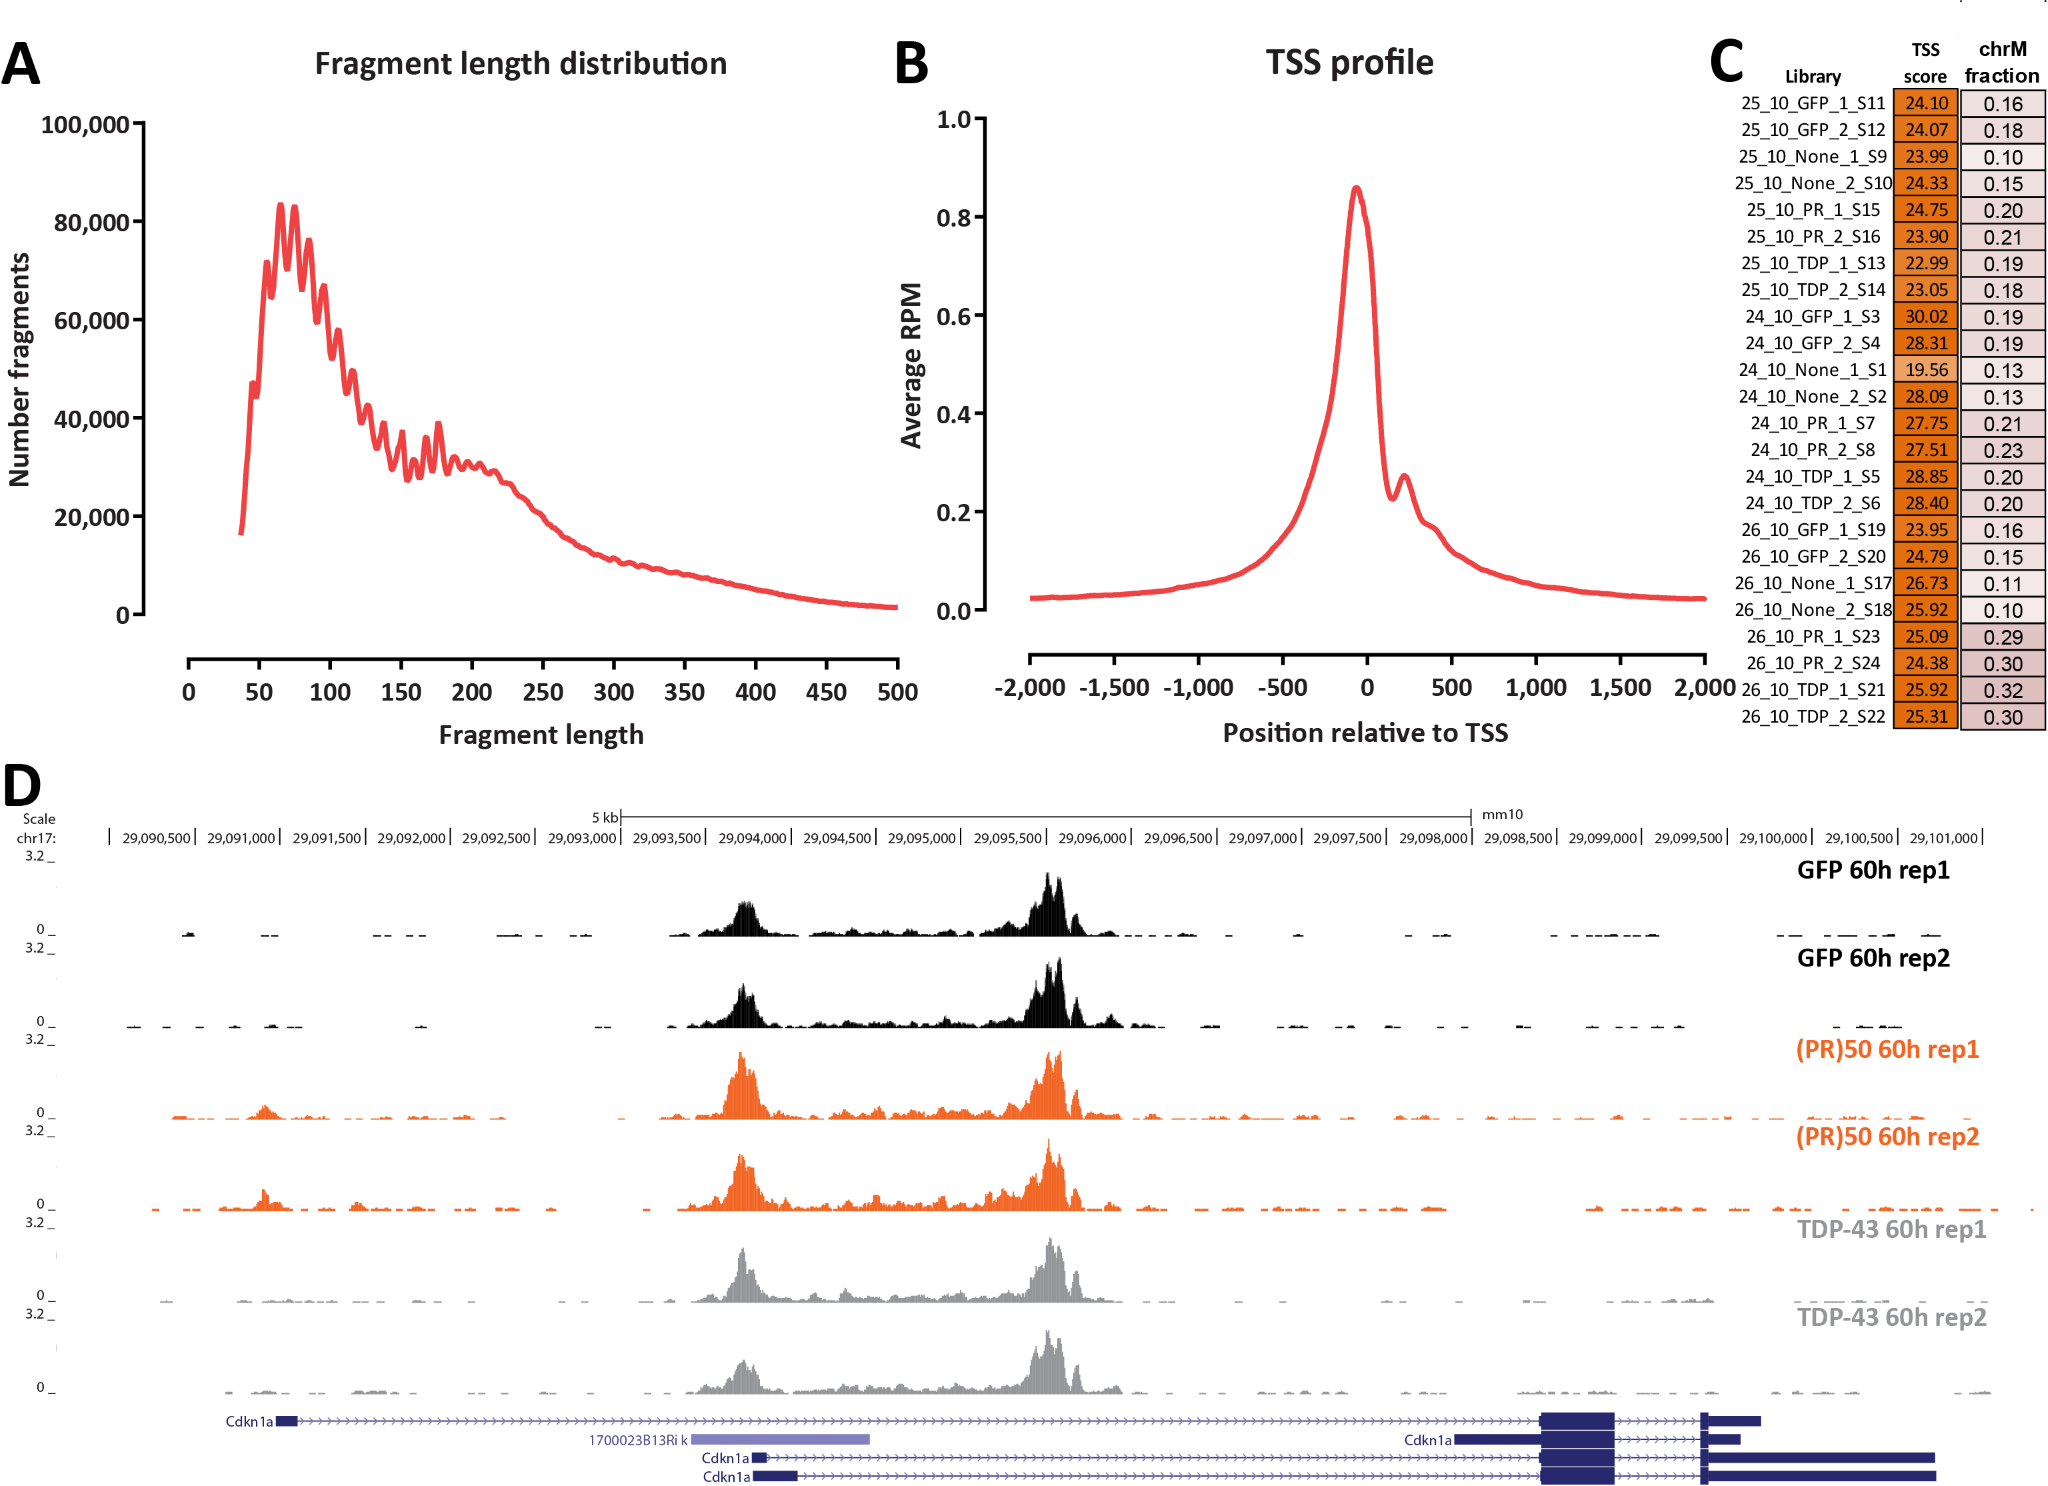 A
Fragment length distribution
Number fragments
100,000
80,000
60,000
40,000
20,000
0
0 50 100 150 200 250 300 350 400 450 500
Fragment length
B
TSS profile
Average RPM
1.0
0.8
0.6
0.4
0.2
0.0
-2,000 -1,500 -1,000 -500 0 500 1,000 1,500 2,000
Position relative to TSS
C
Library TSS score chrM fraction
25_10_GFP_1_S11 24.10 0.16
25_10_GFP_2_S12 24.07 0.18
25_10_None_1_S9 23.99 0.10
25_10_None_2_S10 24.33 0.15
25_10_PR_1_S15 24.75 0.20
25_10_PR_2_S16 23.90 0.21
25_10_TDP_1_S13 22.99 0.19
25_10_TDP_2_S14 23.05 0.18
24_10_GFP_1_S3 30.02 0.19
24_10_GFP_2_S4 28.31 0.19
24_10_None_1_S1 19.56 0.13
24_10_None_2_S2 28.09 0.13
24_10_PR_1_S7 27.75 0.21
24_10_PR_2_S8 27.51 0.23
24_10_TDP_1_S5 28.85 0.20
24_10_TDP_2_S6 28.40 0.20
26_10_GFP_1_S19 23.95 0.16
26_10_GFP_2_S20 24.79 0.15
26_10_None_1_S17 26.73 0.11
26_10_None_2_S18 25.92 0.10
26_10_PR_1_S23 25.09 0.29
26_10_PR_2_S24 24.38 0.30
26_10_TDP_1_S21 25.92 0.32
26_10_TDP_2_S22 25.31 0.30
D
Scale 5 kb mm10
chr17: 29,090,500 29,091,000 29,091,500 29,092,000 29,092,500 29,093,000 29,093,500 29,094,000 29,094,500 29,095,000 29,095,500 29,096,000 29,096,500 29,097,000 29,097,500 29,098,000 29,098,500 29,099,000 29,099,500 29,100,000 29,100,500 29,101,000
3.2
GFP 60h rep1
0
3.2
GFP 60h rep2
0
3.2
(PR)50 60h rep1
0
3.2
(PR)50 60h rep2
0
3.2
TDP-43 60h rep1
0
3.2
TDP-43 60h rep2
0
Cdkn1a
1700023B13Rik Cdkn1a
Cdkn1a
Cdkn1a